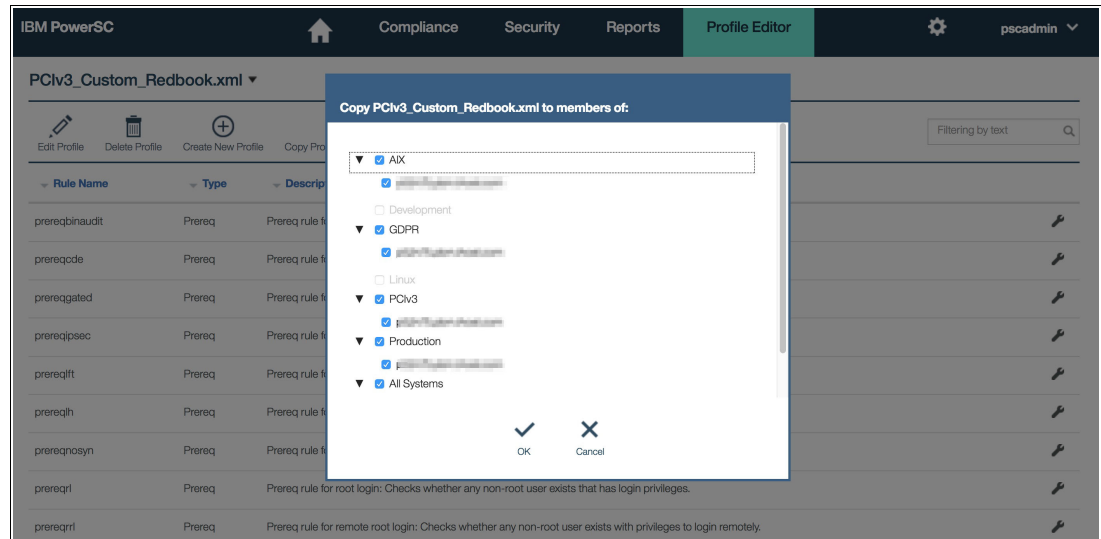 IBM PowerSC
Compliance
Security
Reports
Profile Editor
pscadmin
PCIv3_Custom_Redbook.xml
Copy PCIv3_Custom_Redbook.xml to members of:
Edit Profile
Delete Profile
Create New Profile
Copy Pro
Filtering by text
Rule Name
Type
Descrip
AIX
Development
GDPR
Linux
PCIv3
Production
All Systems
OK
Cancel
prereqbinaudit Prereq Prereq rule f
prereqcde Prereq Prereq rule f
prereqgated Prereq Prereq rule f
prereqipsec Prereq Prereq rule f
prereqlft Prereq Prereq rule f
prereqlh Prereq Prereq rule f
prereqnosyn Prereq Prereq rule f
prereqrl Prereq Prereq rule for root login: Checks whether any non-root user exists that has login privileges.
prereqrrl Prereq Prereq rule for remote root login: Checks whether any non-root user exists with privileges to login remotely.